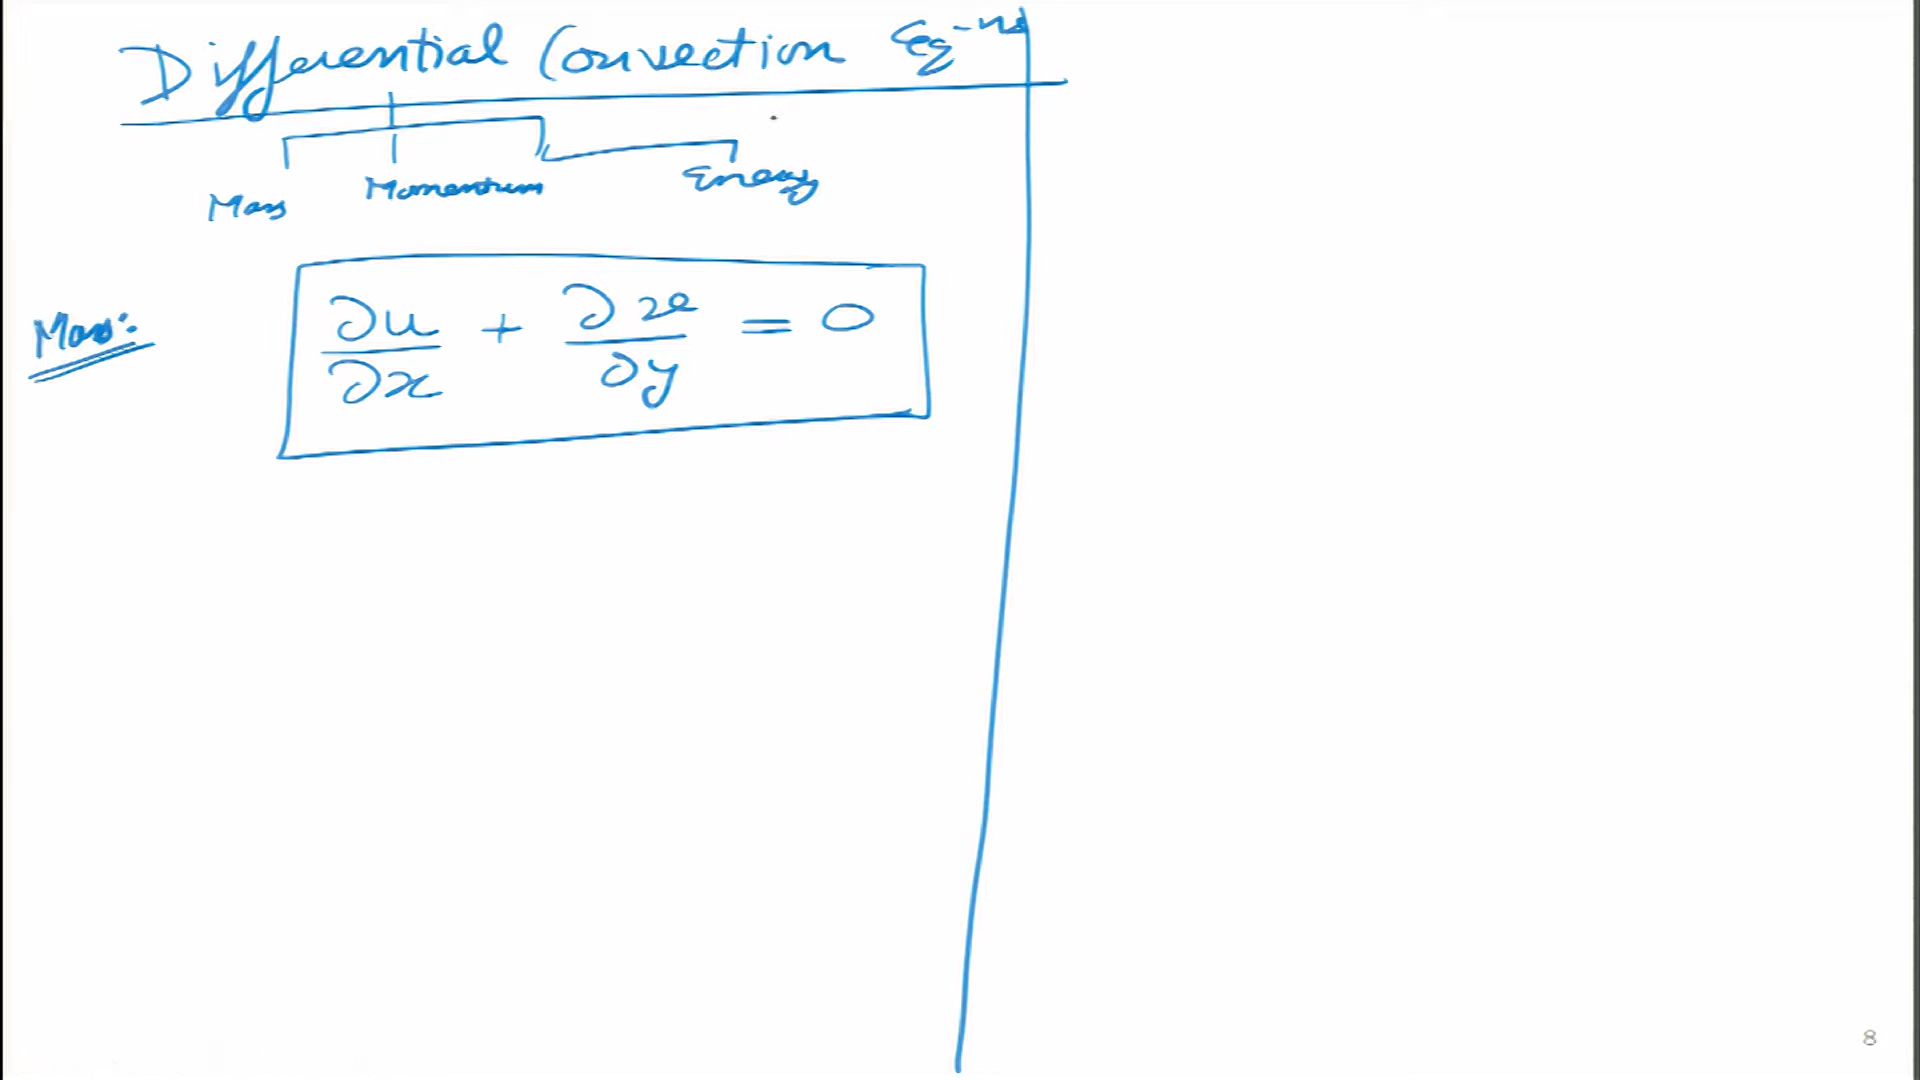 Differential Convection Eq-ns
Mass Momentum Energy
Mass: ∂u/∂x + ∂v/∂y = 0
8